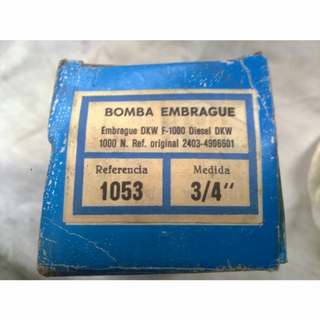 BOMBA EMBRAGUE
Embrague DKW F-1000 Diesel DKW
1000 N. Ref. original 2403-4906601
Referencia Medida
1053 3/4"